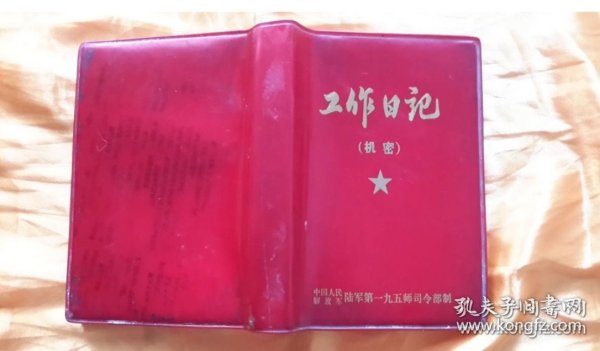 工作日记
(机密)
中国人民
解放军 陆军第一九五师司令部制
孔夫子旧书网
www.kongfz.com